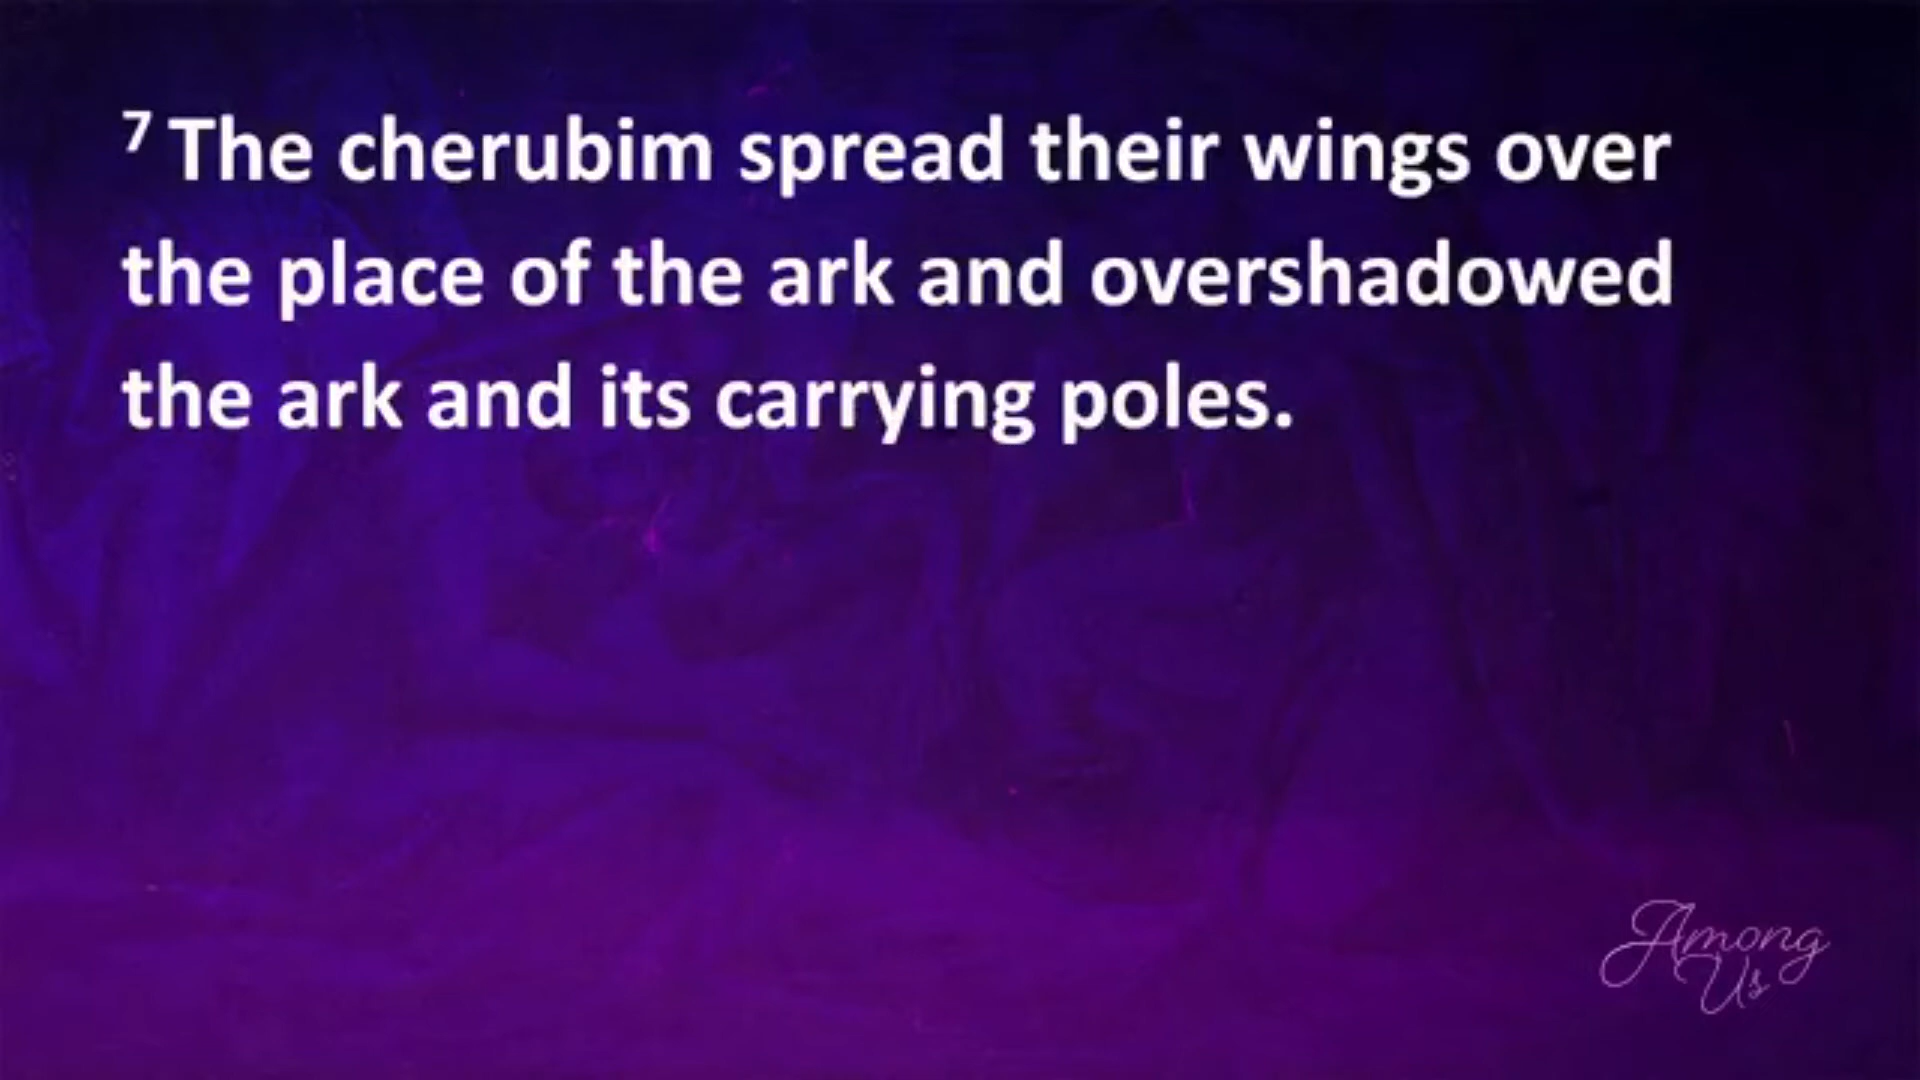 7 The cherubim spread their wings over
the place of the ark and overshadowed
the ark and its carrying poles.
Among
Us